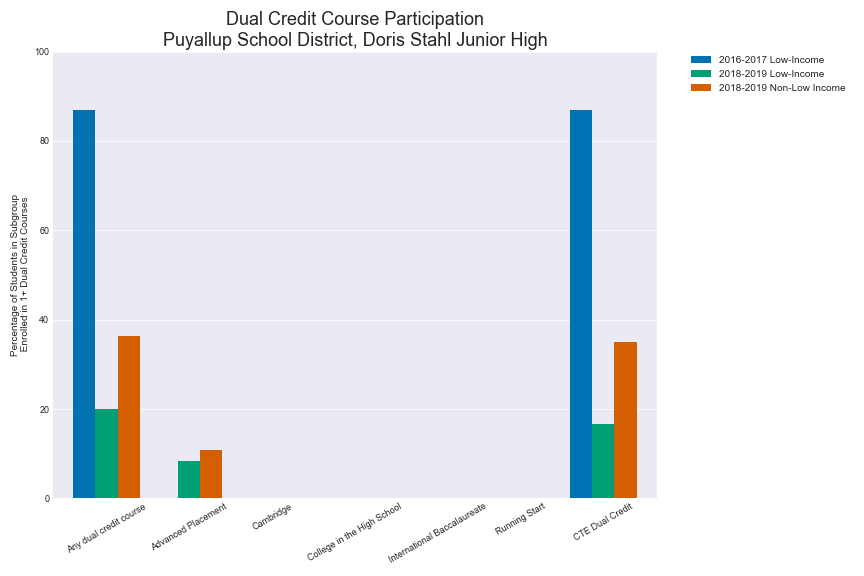 Dual Credit Course Participation
Puyallup School District, Doris Stahl Junior High
2016-2017 Low-Income
2018-2019 Low-Income
2018-2019 Non-Low Income
Percentage of Students in Subgroup
Enrolled in 1+ Dual Credit Courses
100
80
60
40
20
0
Any dual credit course
Advanced Placement
Cambridge
College in the High School
International Baccalaureate
Running Start
CTE Dual Credit